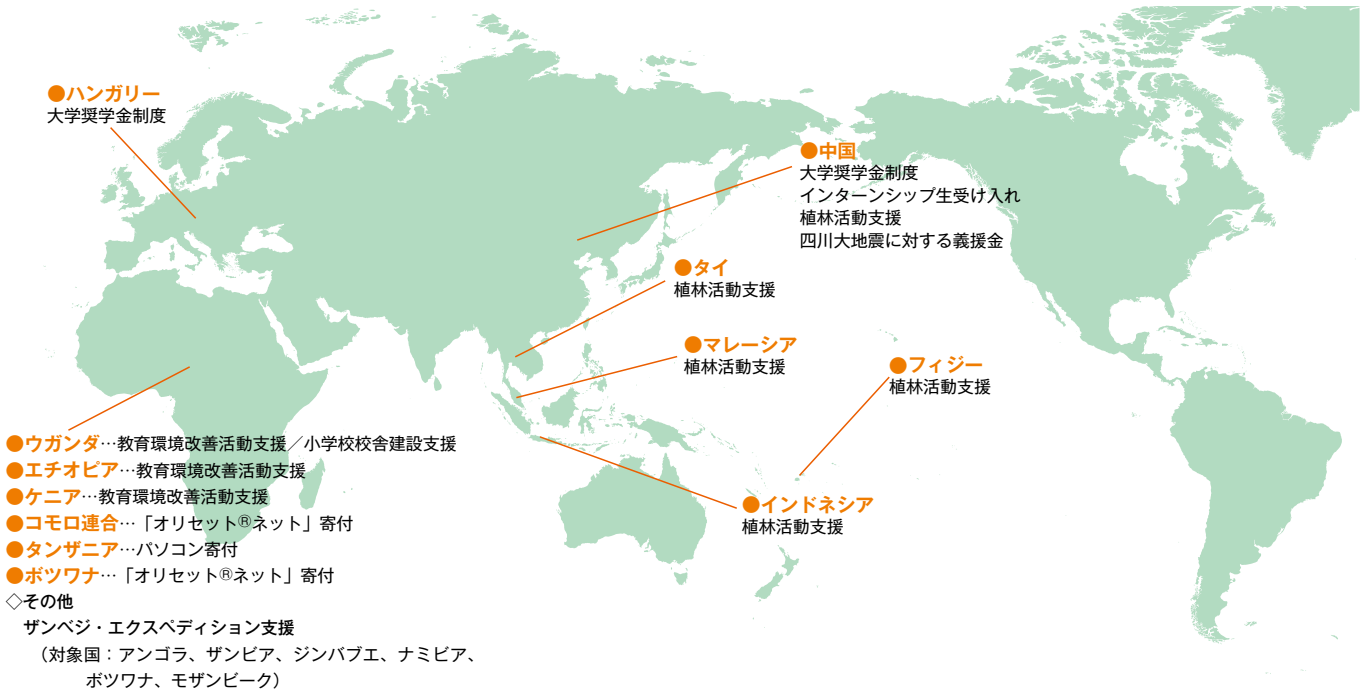 ●ハンガリー
大学奨学金制度
●中国
大学奨学金制度
インターンシップ生受け入れ
植林活動支援
四川大地震に対する義援金
●タイ
植林活動支援
●マレーシア
植林活動支援
●フィジー
植林活動支援
●インドネシア
植林活動支援
●ウガンダ…教育環境改善活動支援／小学校校舎建設支援
●エチオピア…教育環境改善活動支援
●ケニア…教育環境改善活動支援
●コモロ連合…「オリセット®ネット」寄付
●タンザニア…パソコン寄付
●ボツワナ…「オリセット®ネット」寄付
◇その他
ザンベジ・エクスペディション支援
（対象国：アンゴラ、ザンビア、ジンバブエ、ナミビア、
ボツワナ、モザンビーク）